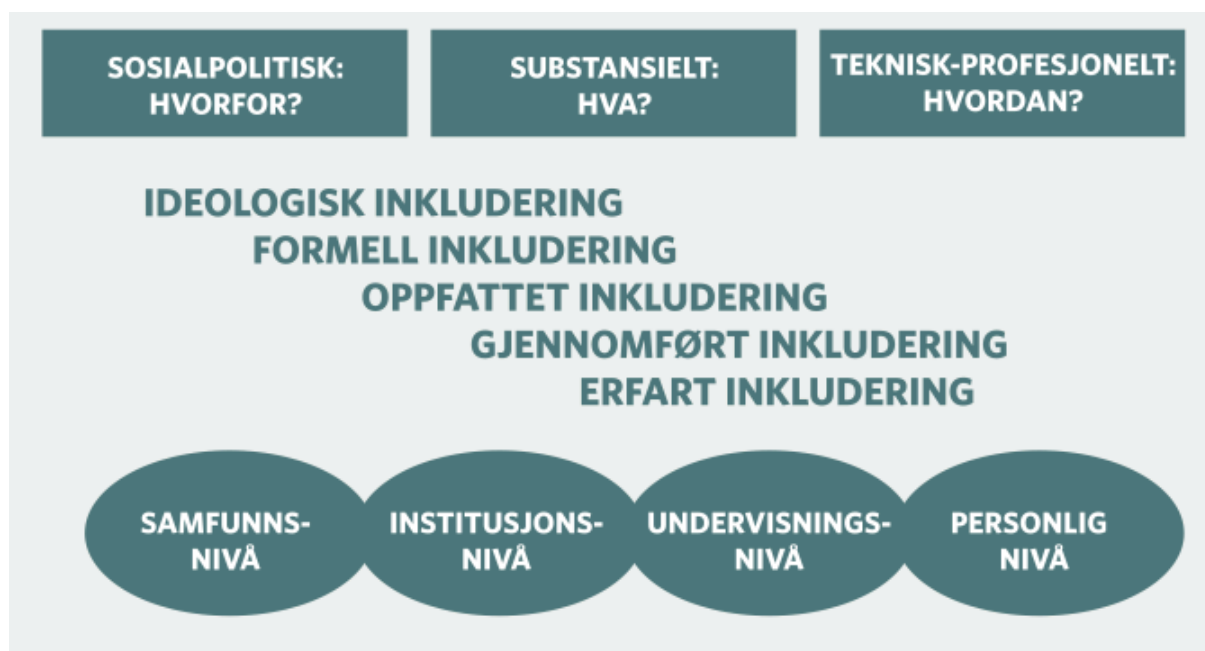 SOSIALPOLITISK:
HVORFOR?
SUBSTANSIELT:
HVA?
TEKNISK-PROFESJONELT:
HVORDAN?
IDEOLOGISK INKLUDERING
FORMELL INKLUDERING
OPPFATTET INKLUDERING
GJENNOMFØRT INKLUDERING
ERFART INKLUDERING
SAMFUNNS-
NIVÅ
INSTITUSJONS-
NIVÅ
UNDERVISNINGS-
NIVÅ
PERSONLIG
NIVÅ